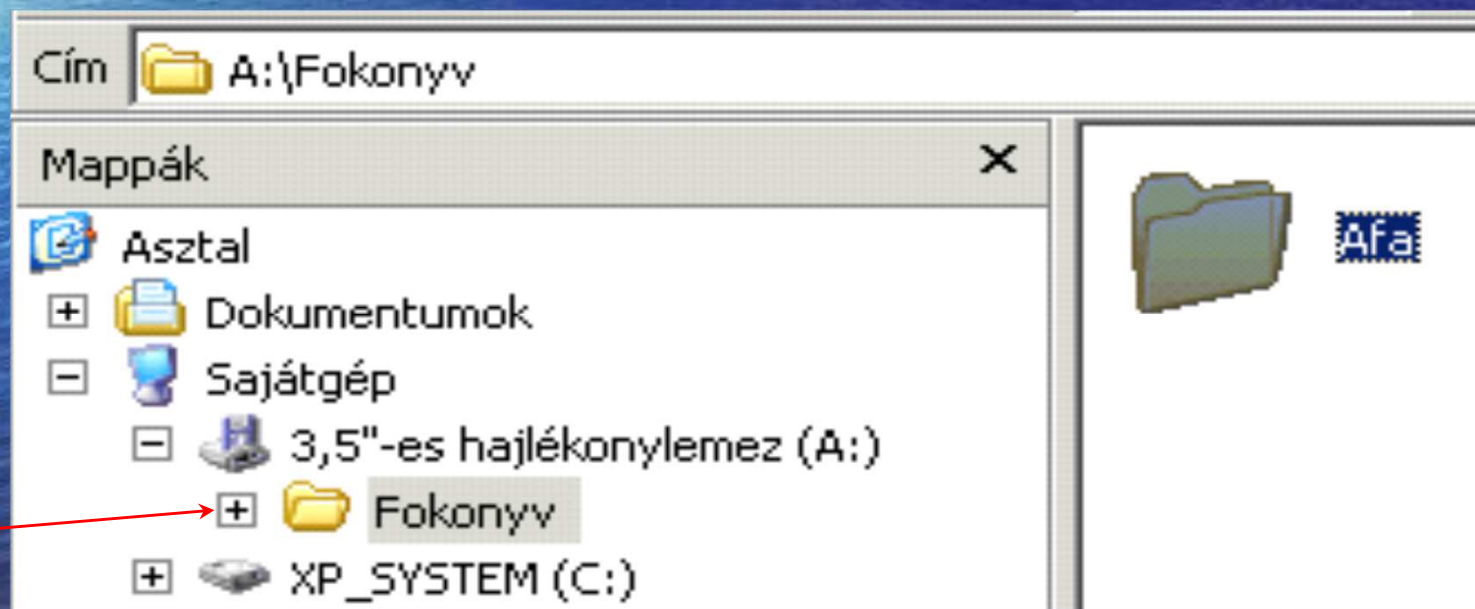 Cím A:\Fokonyv
Mappák
Afa
Asztal
Dokumentumok
Sajátgép
3,5"-es hajlékonylemez (A:)
Fokonyv
XP_SYSTEM (C:)